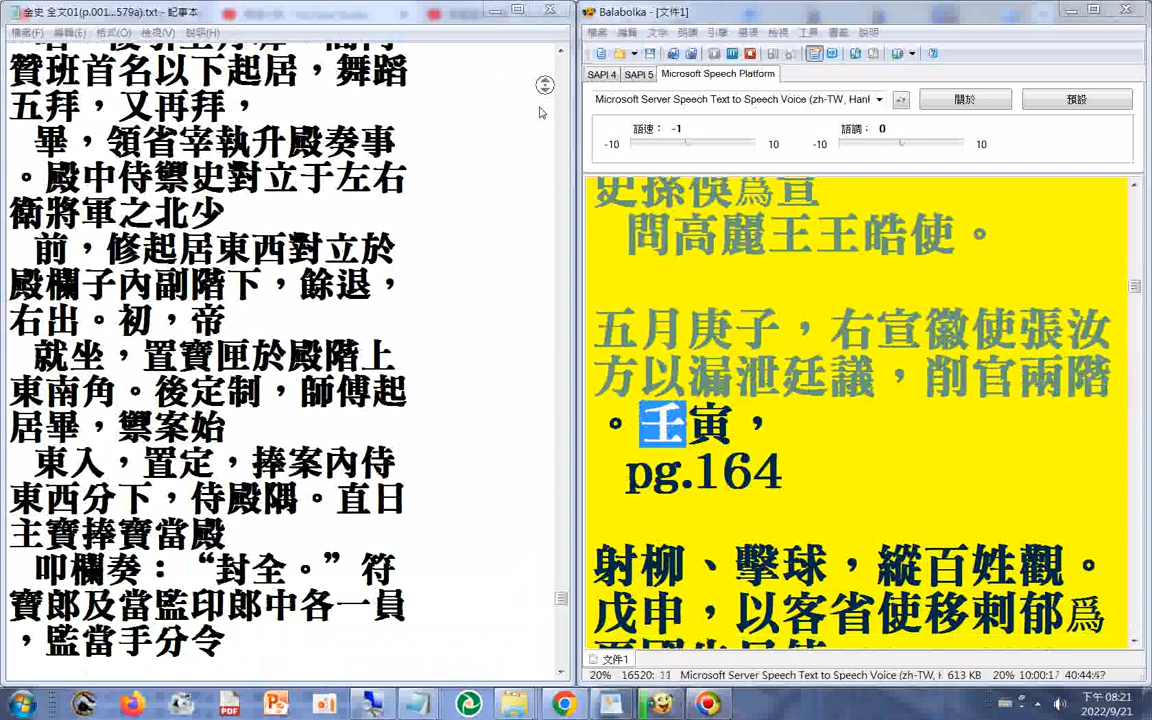 金史 全文01(p.001...579a).txt - 記事本
檔案(F) 編輯(E) 格式(O) 檢視(V) 說明(H)
贊班首名以下起居，舞蹈
五拜，又再拜，
畢，領省宰執升殿奏事
。殿中侍禦史對立于左右
衛將軍之北少
前，修起居東西對立於
殿欄子內副階下，餘退，
右出。初，帝
就坐，置寶匣於殿階上
東南角。後定制，師傅起
居畢，禦案始
東入，置定，捧案內侍
東西分下，侍殿隅。直日
主寶捧寶當殿
叩欄奏：“封全。”符
寶郎及當監印郎中各一員
，監當手分令
Balabolka - [文件1]
檔案 編輯 文字 朗讀 引擎 選項 檢視 工具 書籤 說明
SAPI 4 SAPI 5 Microsoft Speech Platform
Microsoft Server Speech Text to Speech Voice (zh-TW, Hanl
關於 預設
語速： -1 語調： 0
-10 10 -10 10
史孫俁爲宣
問高麗王王皓使。
五月庚子，右宣徽使張汝
方以漏泄廷議，削官兩階
。壬寅，
pg.164
射柳、擊球，縱百姓觀。
戊申，以客省使移剌郁爲
文件1
20% 16520: 11 Microsoft Server Speech Text to Speech Voice (zh-TW, Ha 613 KB 20% 10:00:17 40:44:47
下午 08:21
2022/9/21